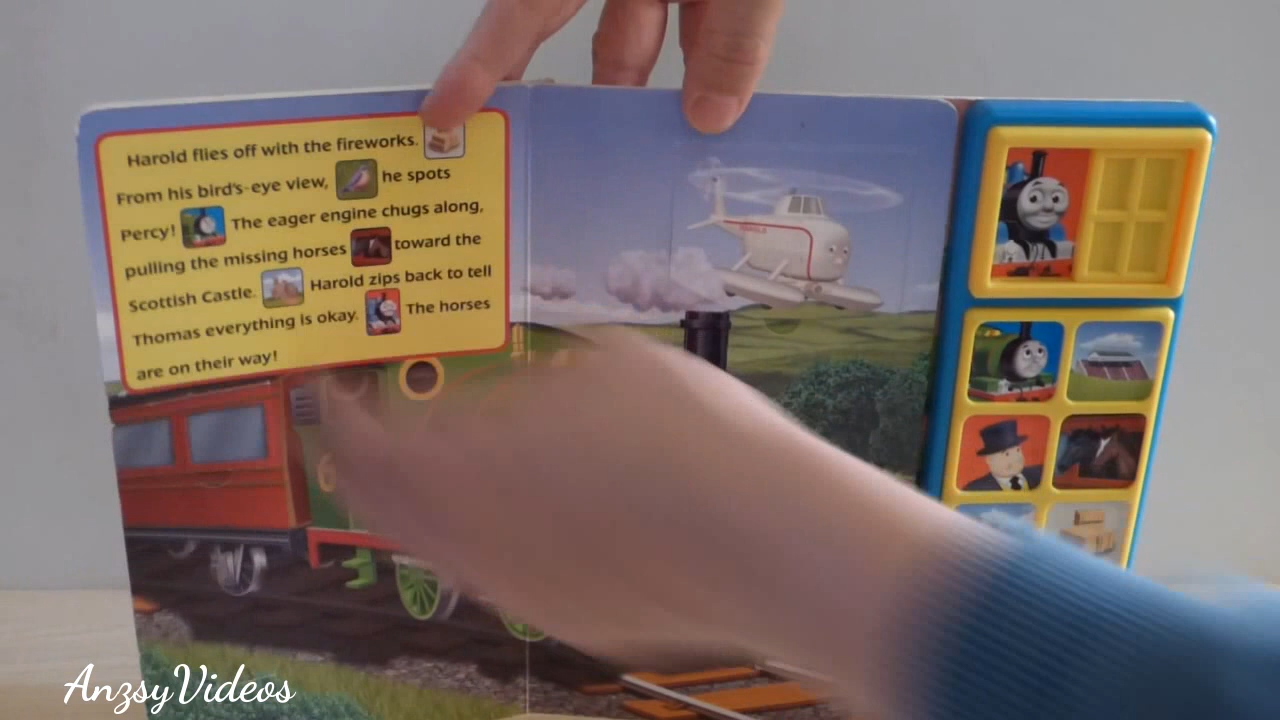 Harold flies off with the fireworks.
From his bird's-eye view, he spots
Percy! The eager engine chugs along,
pulling the missing horses toward the
Scottish Castle. Harold zips back to tell
Thomas everything is okay. The horses
are on their way!
HAROLD
AnzsyVideos